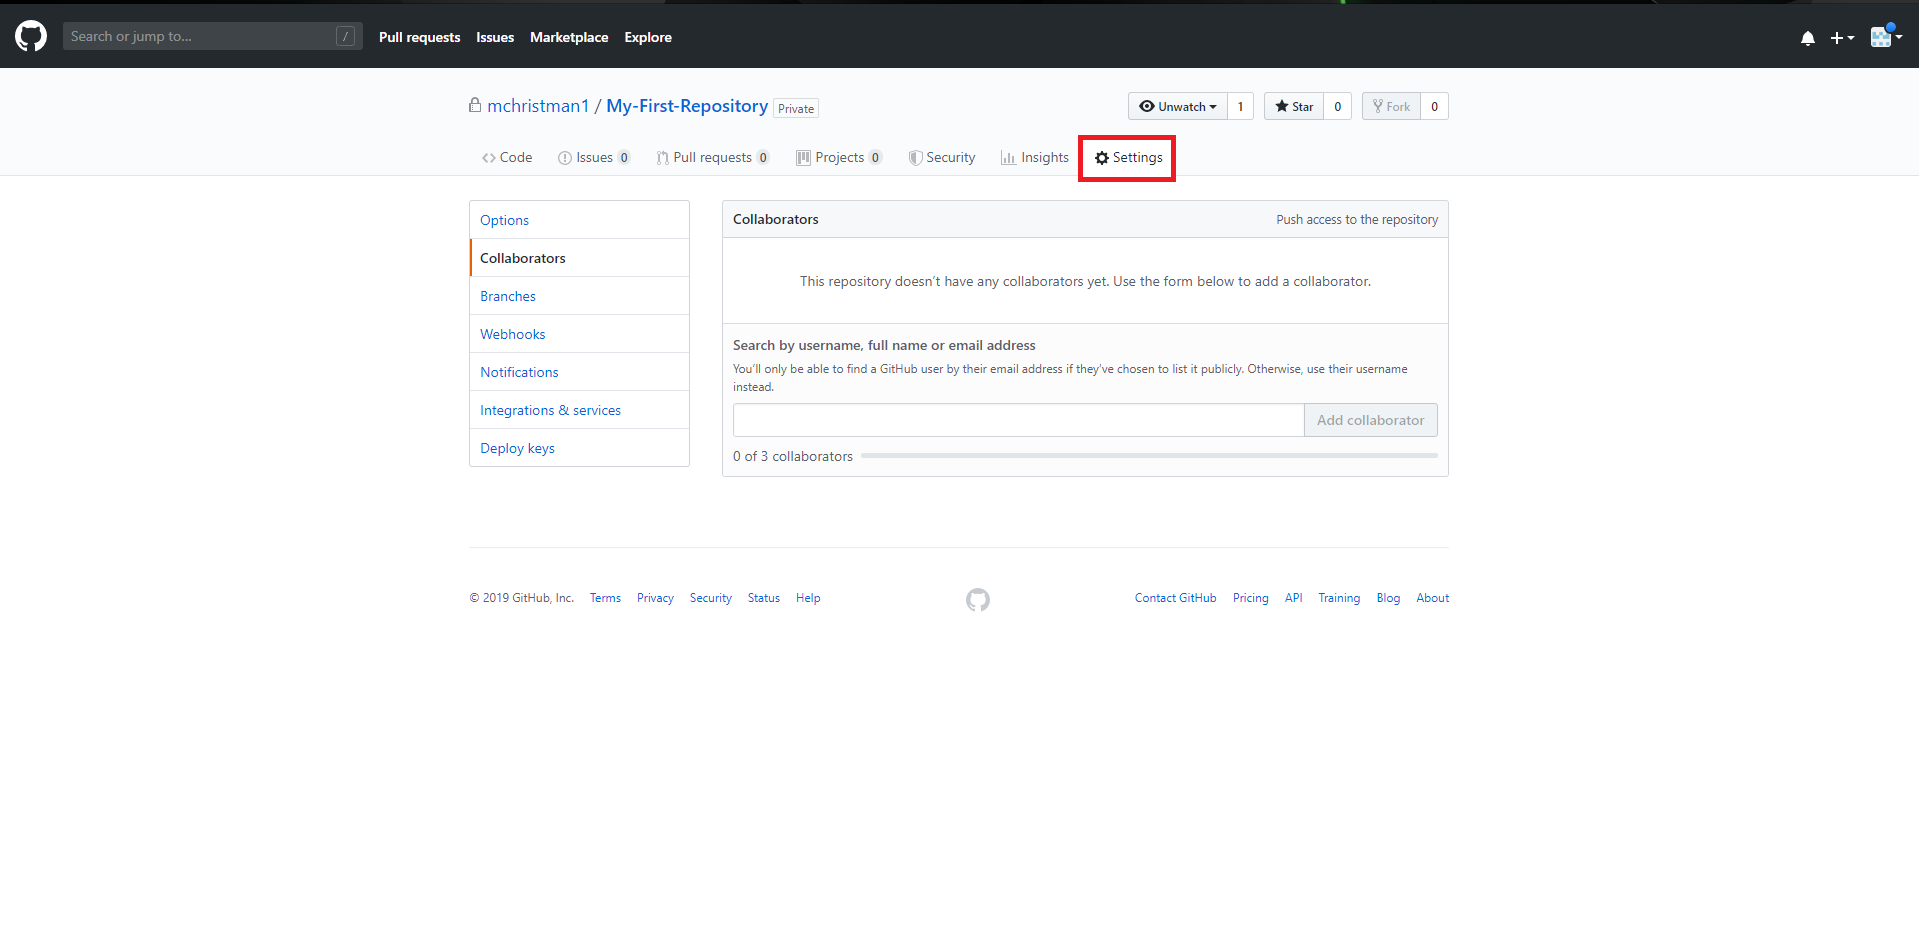 Search or jump to... /
Pull requests Issues Marketplace Explore
mchristman1 / My-First-Repository Private
Unwatch 1 Star 0 Fork 0
Code Issues 0 Pull requests 0 Projects 0 Security Insights Settings
Options
Collaborators
Branches
Webhooks
Notifications
Integrations & services
Deploy keys
Collaborators Push access to the repository
This repository doesn't have any collaborators yet. Use the form below to add a collaborator.
Search by username, full name or email address
You'll only be able to find a GitHub user by their email address if they've chosen to list it publicly. Otherwise, use their username
instead.
Add collaborator
0 of 3 collaborators
© 2019 GitHub, Inc. Terms Privacy Security Status Help
Contact GitHub Pricing API Training Blog About